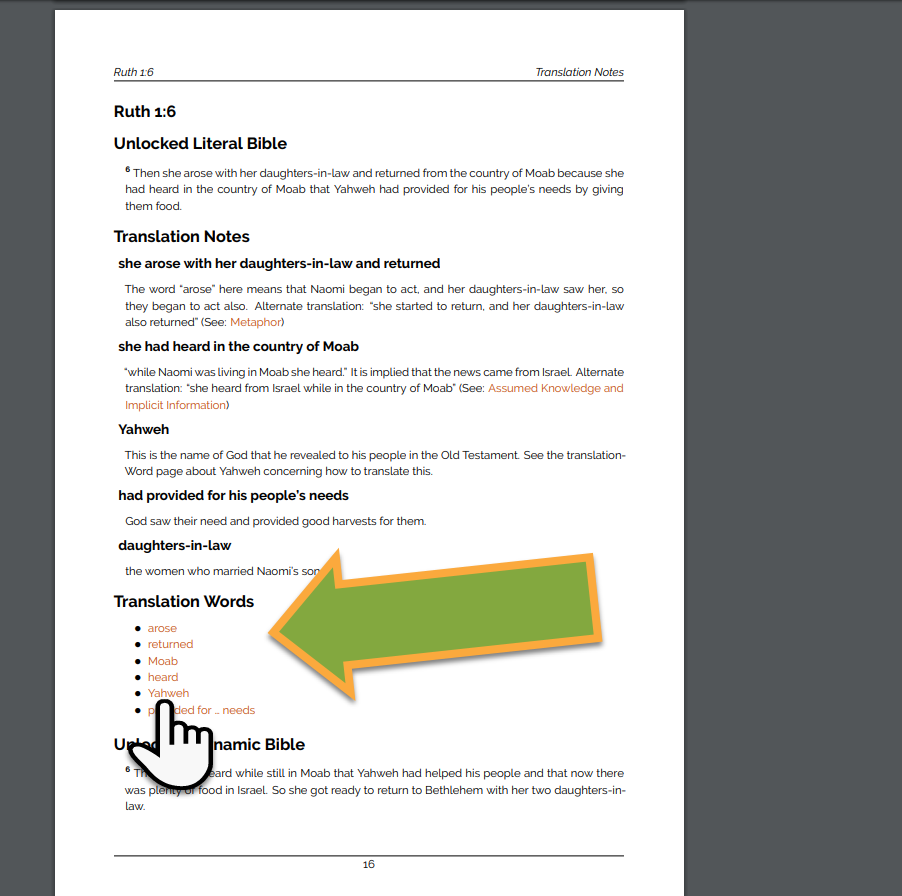 Ruth 1:6 Translation Notes
Ruth 1:6
Unlocked Literal Bible
6 Then she arose with her daughters-in-law and returned from the country of Moab because she
had heard in the country of Moab that Yahweh had provided for his people's needs by giving
them food.
Translation Notes
she arose with her daughters-in-law and returned
The word “arose” here means that Naomi began to act, and her daughters-in-law saw her, so
they began to act also. Alternate translation: “she started to return, and her daughters-in-law
also returned” (See: Metaphor)
she had heard in the country of Moab
“while Naomi was living in Moab she heard.” It is implied that the news came from Israel. Alternate
translation: “she heard from Israel while in the country of Moab” (See: Assumed Knowledge and
Implicit Information)
Yahweh
This is the name of God that he revealed to his people in the Old Testament. See the translation-
Word page about Yahweh concerning how to translate this.
had provided for his people's needs
God saw their need and provided good harvests for them.
daughters-in-law
the women who married Naomi's son
Translation Words
● arose
● returned
● Moab
● heard
● Yahweh
● for … needs
Bible
6 while still in Moab that Yahweh had helped his people and that now there
was plenty of food in Israel. So she got ready to return to Bethlehem with her two daughters-in-
law.
16